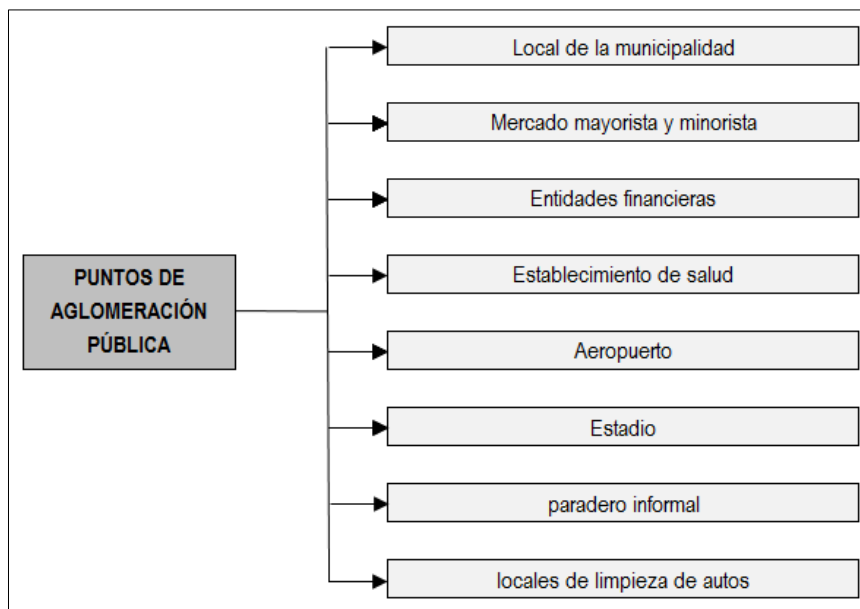 PUNTOS DE
AGLOMERACIÓN
PÚBLICA
Local de la municipalidad
Mercado mayorista y minorista
Entidades financieras
Establecimiento de salud
Aeropuerto
Estadio
paradero informal
locales de limpieza de autos